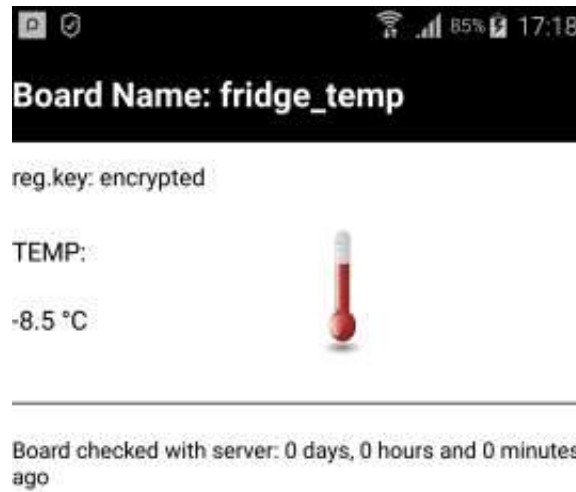 85% 17:18
Board Name: fridge_temp
reg.key: encrypted
TEMP:
-8.5 °C
Board checked with server: 0 days, 0 hours and 0 minutes
ago